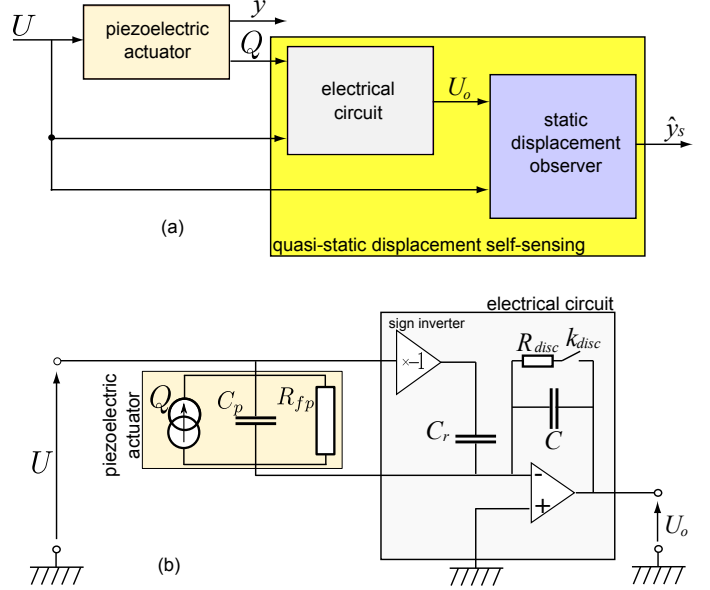 U
piezoelectric
actuator
y
Q
electrical
circuit
U_o
static
displacement
observer
ŷ_s
(a)
quasi-static displacement self-sensing
electrical circuit
sign inverter
×-1
R_disc
k_disc
piezoelectric
actuator
Q
C_p
R_fp
C_r
C
U
-
+
U_o
(b)